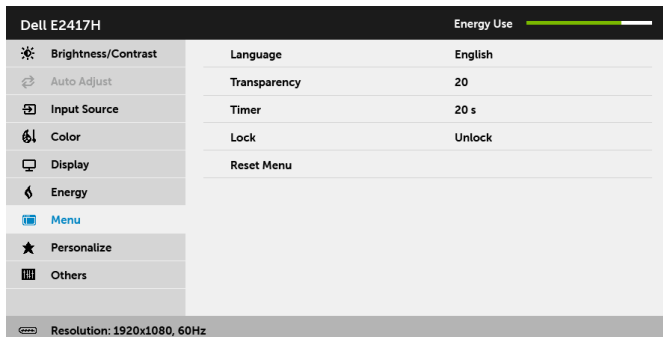 Dell E2417H Energy Use
Brightness/Contrast Language English
Auto Adjust Transparency 20
Input Source Timer 20 s
Color Lock Unlock
Display Reset Menu
Energy
Menu
Personalize
Others
Resolution: 1920x1080, 60Hz